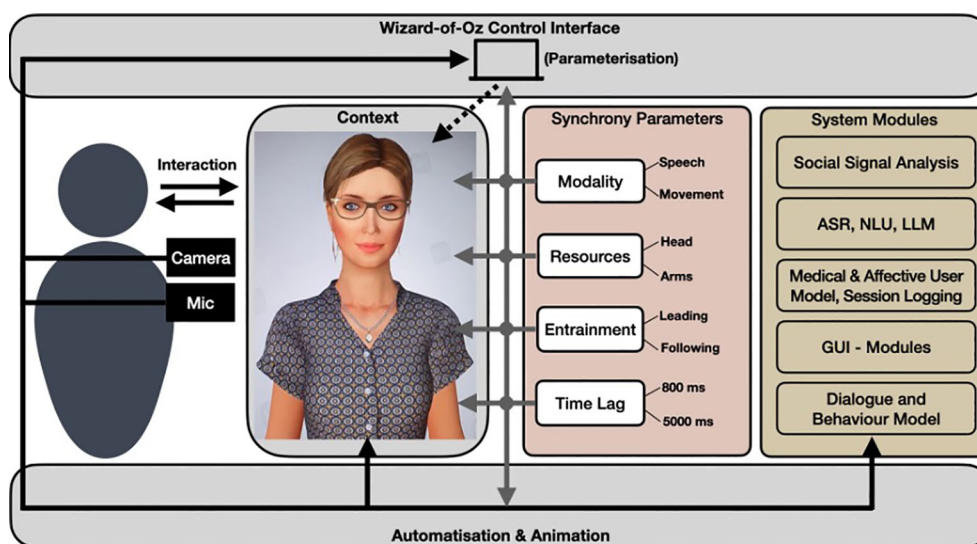 Wizard-of-Oz Control Interface
(Parameterisation)
Interaction
Camera
Mic
Context
Synchrony Parameters
Modality
Speech
Movement
Resources
Head
Arms
Entrainment
Leading
Following
Time Lag
800 ms
5000 ms
System Modules
Social Signal Analysis
ASR, NLU, LLM
Medical & Affective User
Model, Session Logging
GUI - Modules
Dialogue and
Behaviour Model
Automatisation & Animation